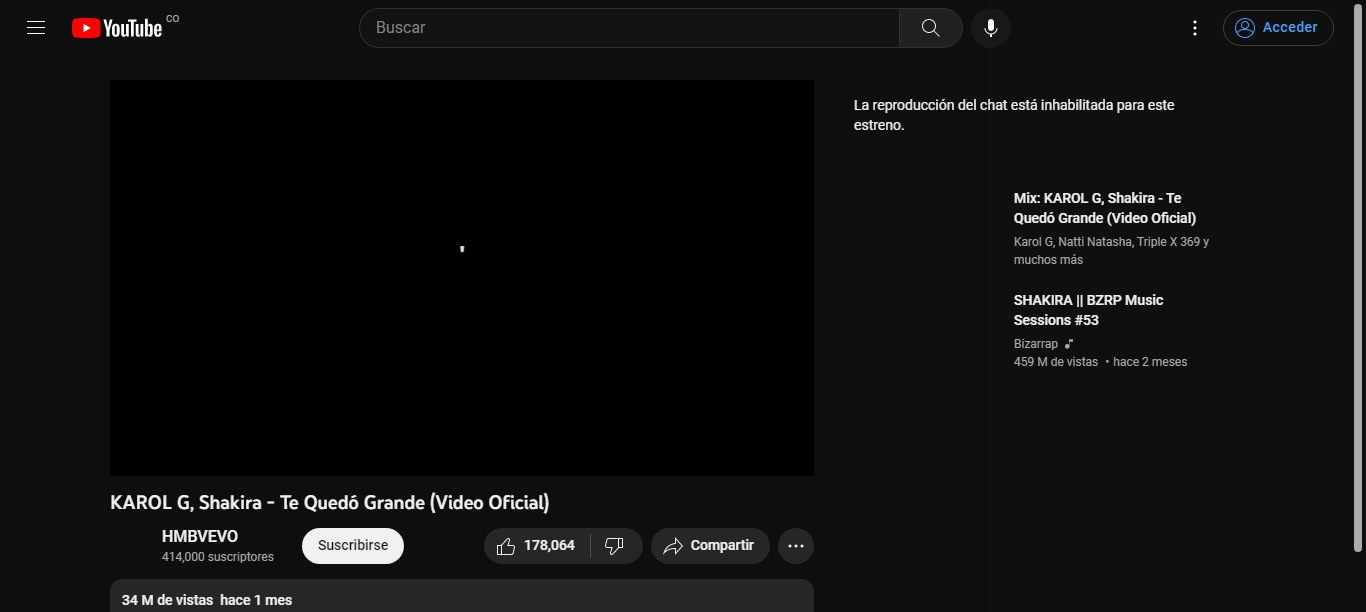 YouTube CO
Buscar
Acceder
La reproducción del chat está inhabilitada para este
estreno.
Mix: KAROL G, Shakira - Te
Quedó Grande (Video Oficial)
Karol G, Natti Natasha, Triple X 369 y
muchos más
SHAKIRA || BZRP Music
Sessions #53
Bizarrap
459 M de vistas • hace 2 meses
KAROL G, Shakira - Te Quedó Grande (Video Oficial)
HMBVEVO
414,000 suscriptores
Suscribirse
178,064
Compartir
34 M de vistas hace 1 mes